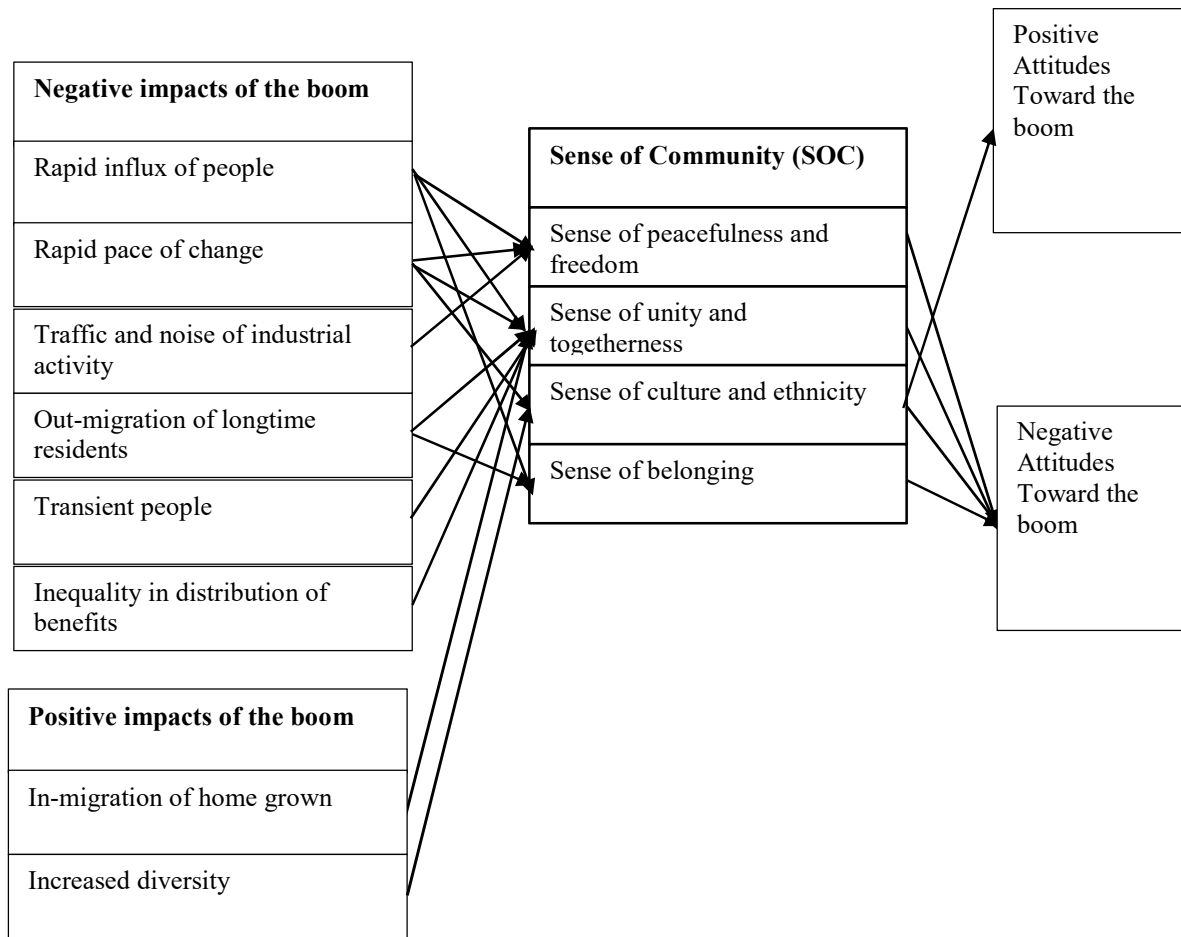 Negative impacts of the boom
Rapid influx of people
Rapid pace of change
Traffic and noise of industrial
activity
Out-migration of longtime
residents
Transient people
Inequality in distribution of
benefits
Positive impacts of the boom
In-migration of home grown
Increased diversity
Sense of Community (SOC)
Sense of peacefulness and
freedom
Sense of unity and
togetherness
Sense of culture and ethnicity
Sense of belonging
Positive
Attitudes
Toward the
boom
Negative
Attitudes
Toward the
boom